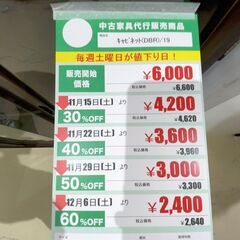 中古家具代行販売商品
キャビネット(DBR)/19
毎週土曜日が値下り日!
販売開始
価格
¥6,000
税込価格
¥6,600
11月15日(土)より
30%OFF
¥4,200
税込価格
¥4,620
11月22日(土)より
40%OFF
¥3,600
税込価格
¥3,960
11月29日(土)より
50%OFF
¥3,000
税込価格
¥3,300
12月6日(土)より
60%OFF
¥2,400
税込価格
¥2,640